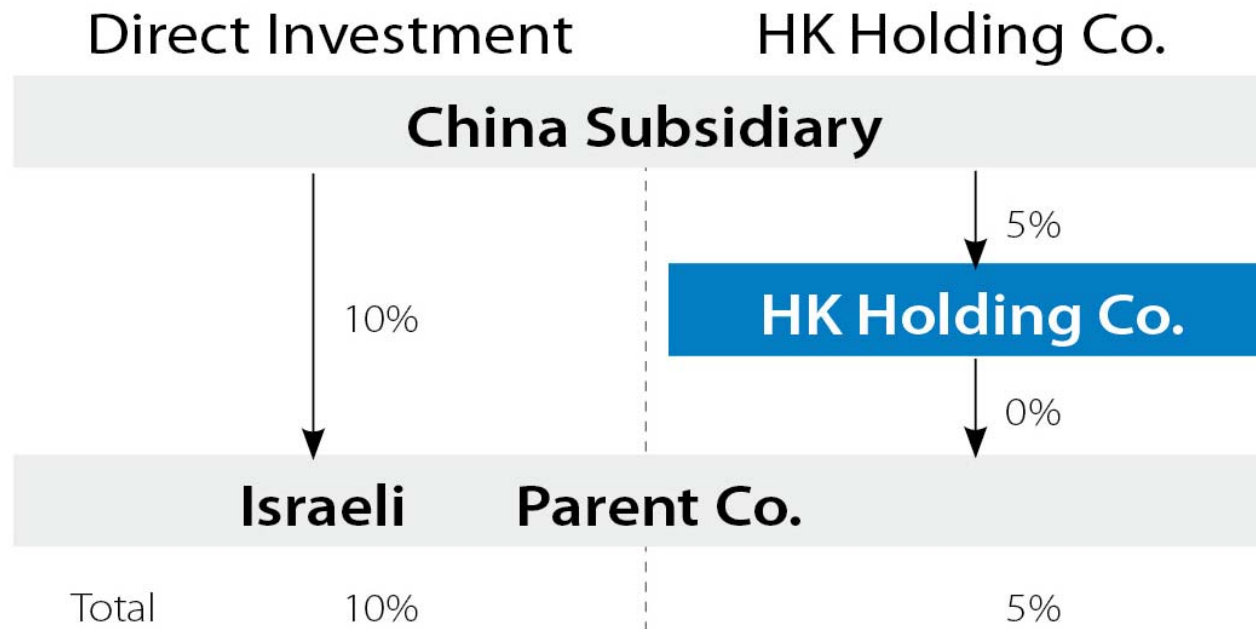 Direct Investment HK Holding Co.
China Subsidiary
5%
10% HK Holding Co.
0%
Israeli Parent Co.
Total 10% 5%